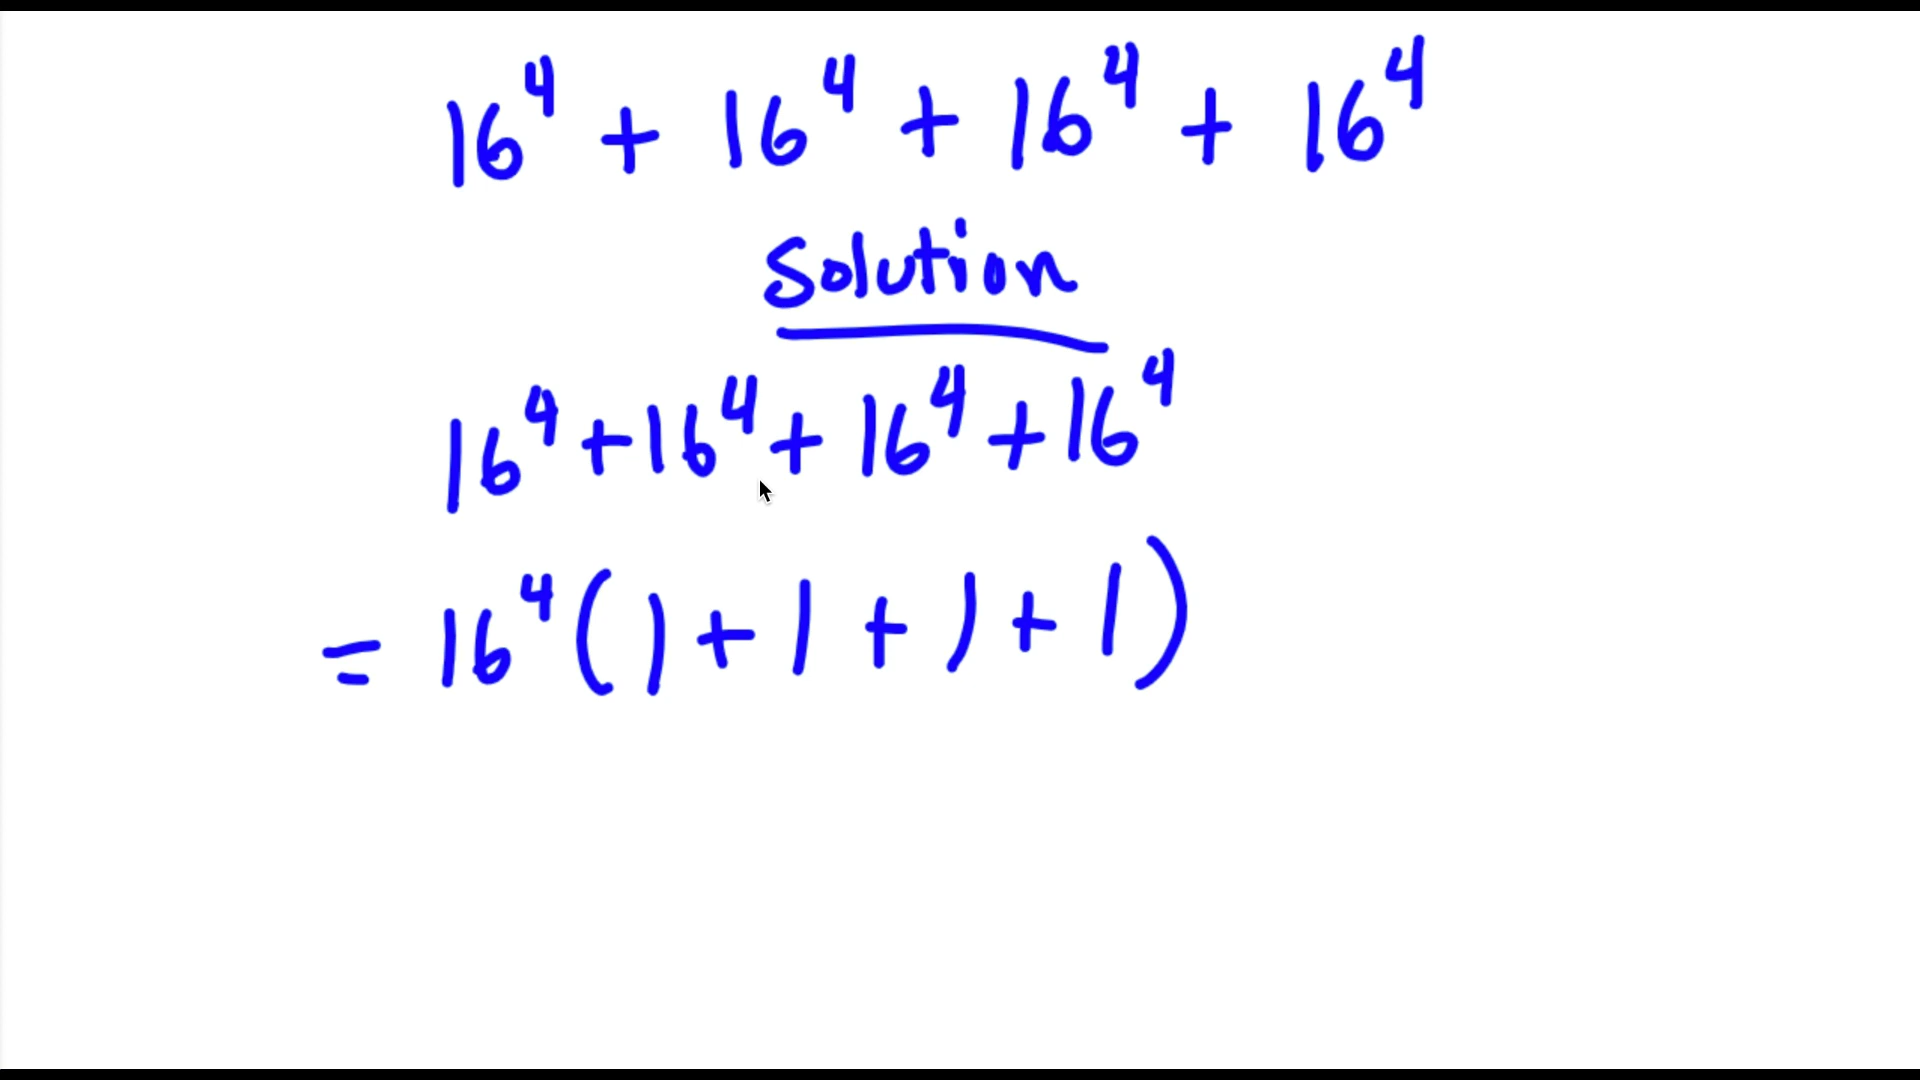 16⁴ + 16⁴ + 16⁴ + 16⁴
Solution
16⁴ + 16⁴ + 16⁴ + 16⁴
= 16⁴(1 + 1 + 1 + 1)